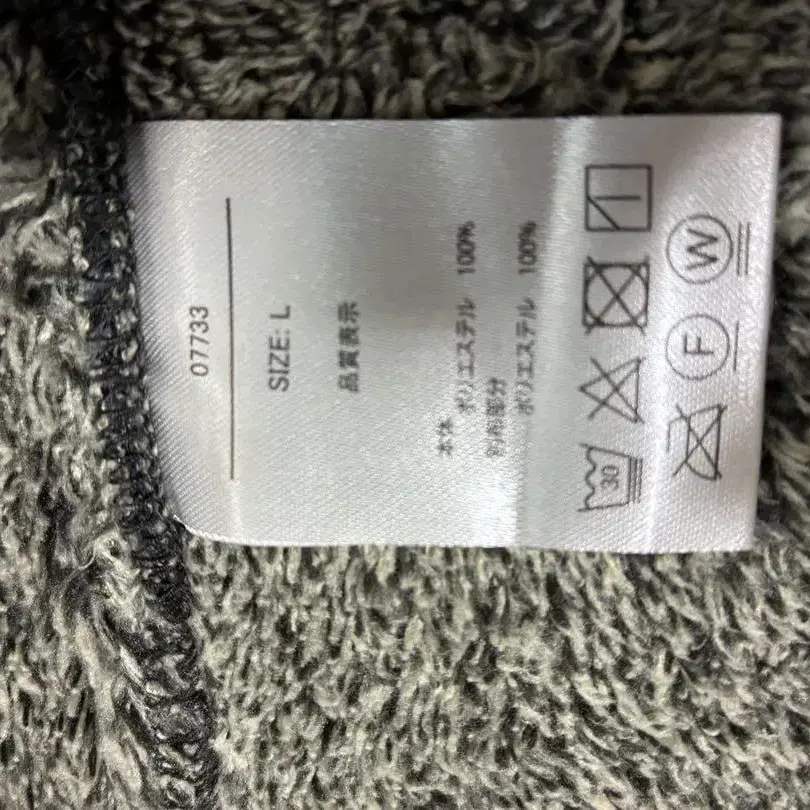 07733
SIZE: L
品質表示
本体
ポリエステル 100%
別布部分
ポリエステル 100%
30
F W